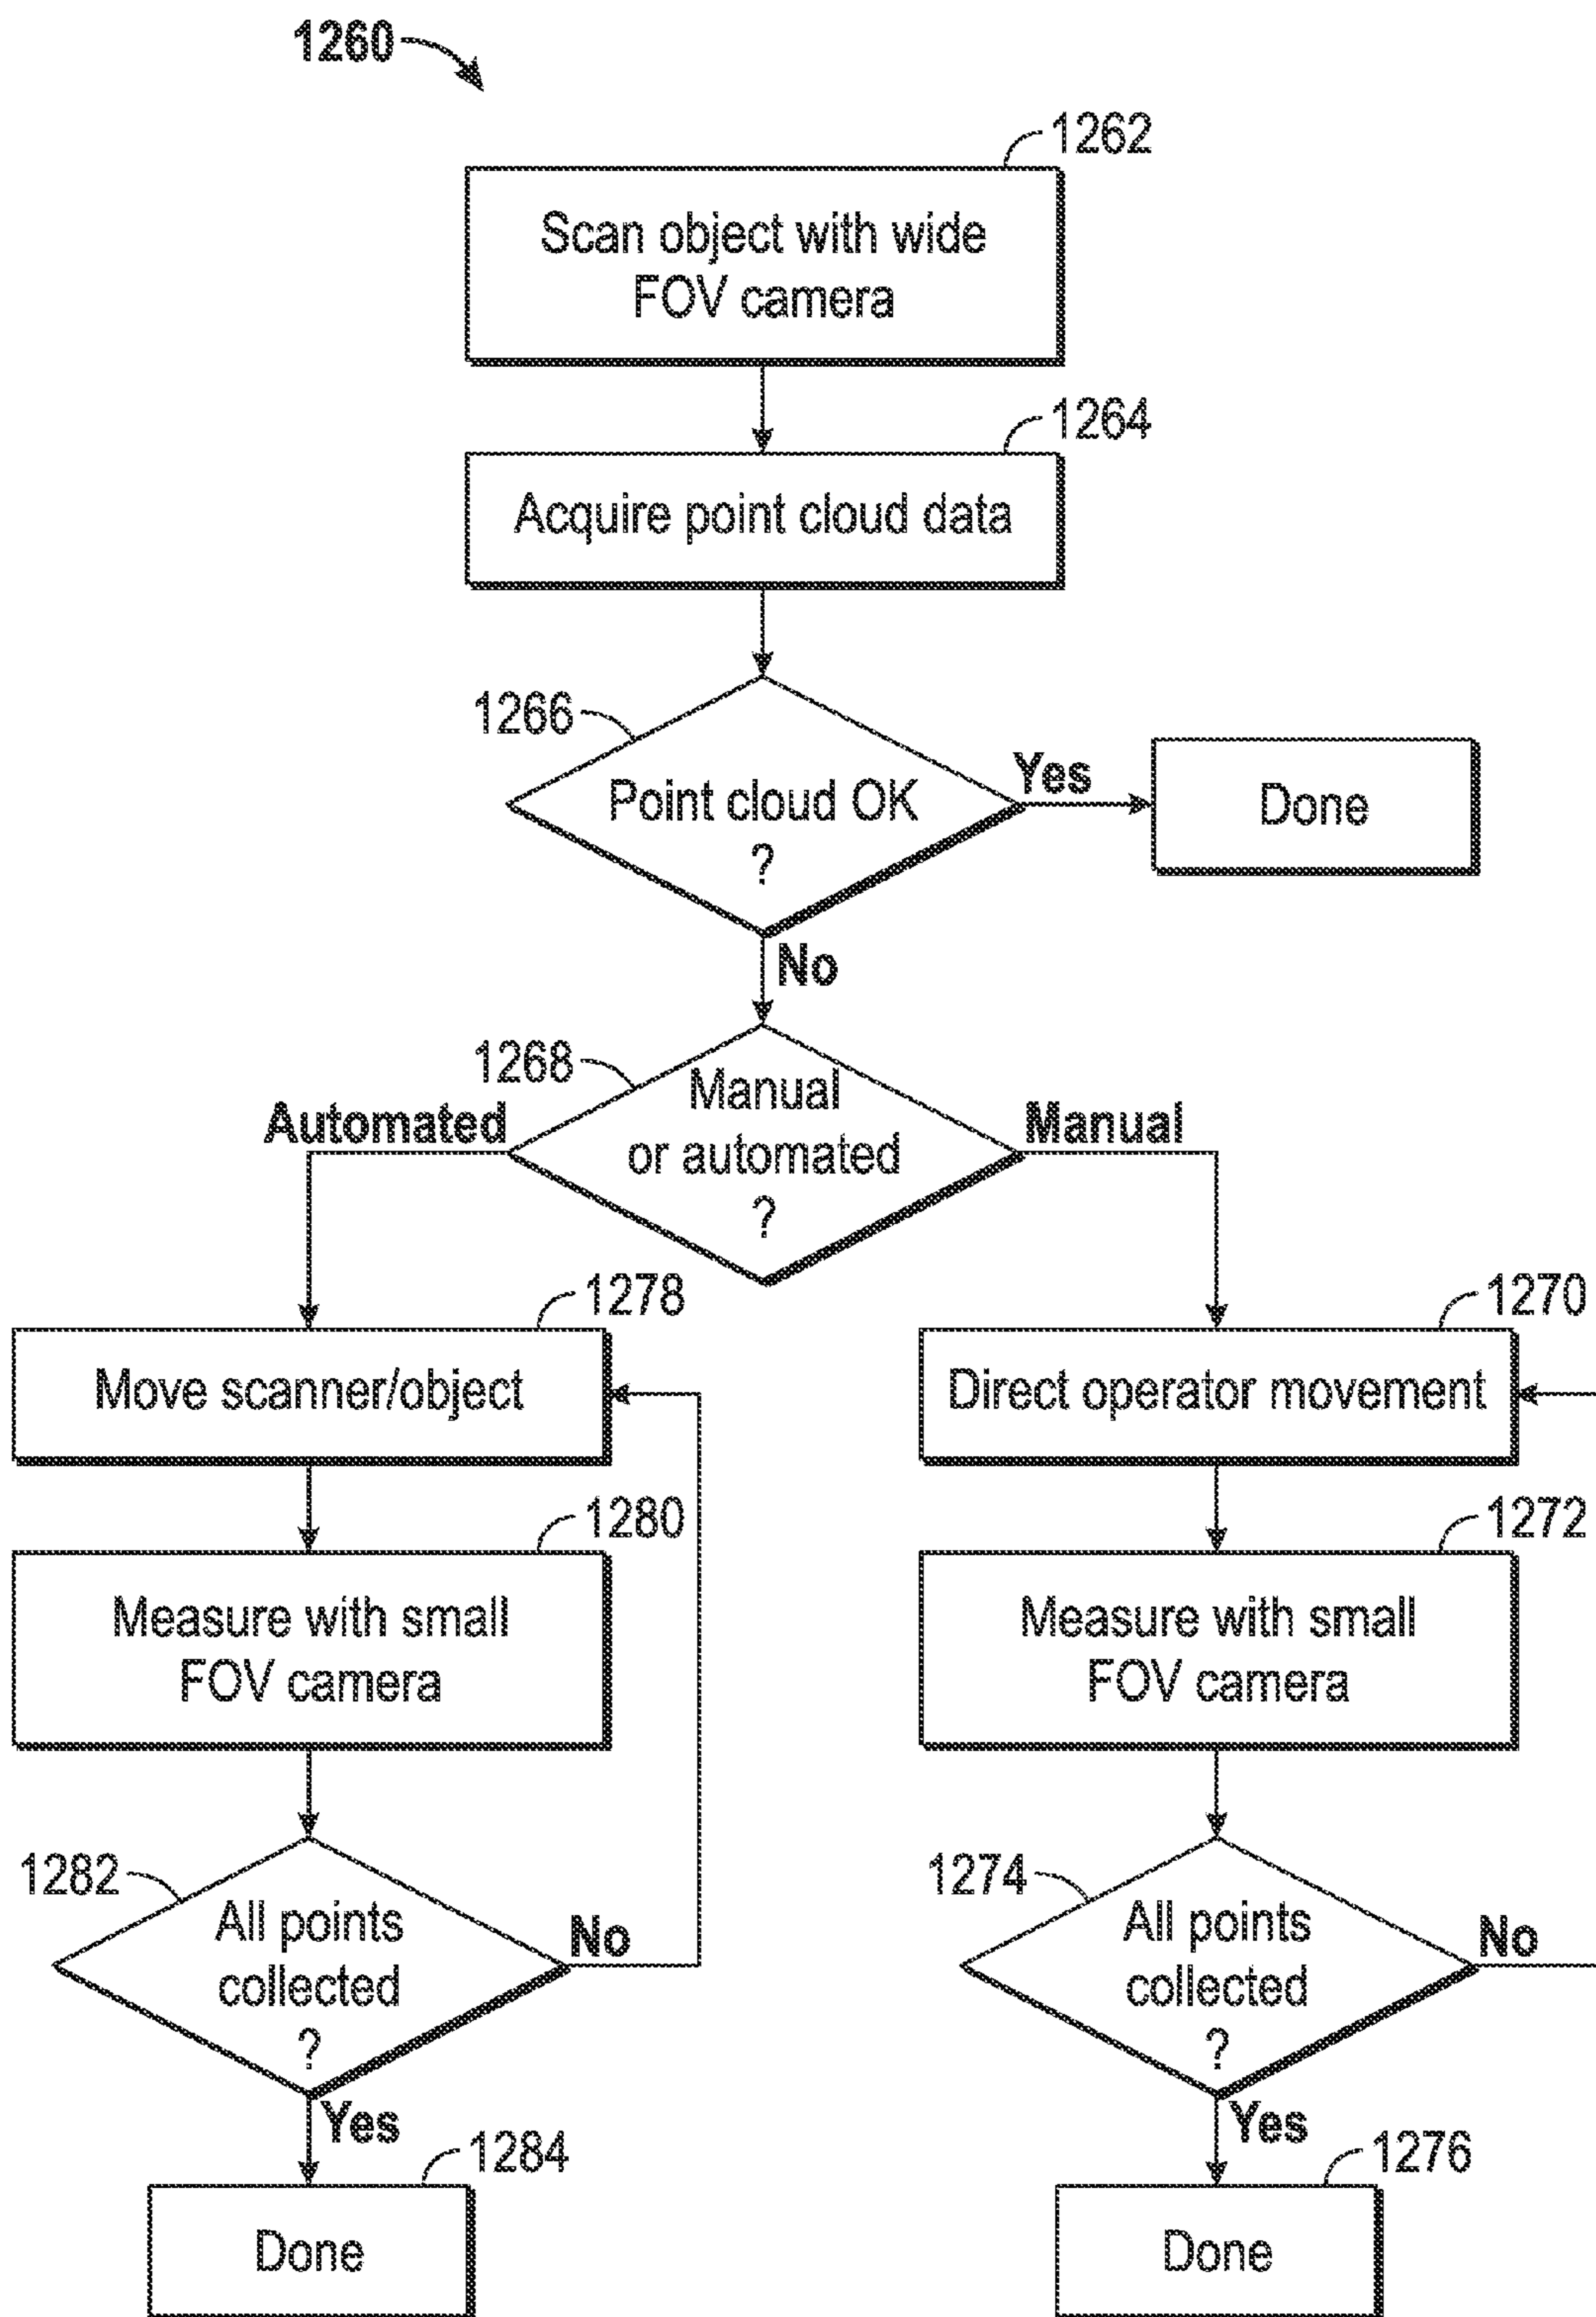 1260
1262
Scan object with wide
FOV camera
1264
Acquire point cloud data
1266
Point cloud OK
?
Yes
Done
No
1268
Manual
or automated
?
Automated
Manual
1278
Move scanner/object
1270
Direct operator movement
1280
Measure with small
FOV camera
1272
Measure with small
FOV camera
1282
All points
collected
?
No
1274
All points
collected
?
No
Yes
1284
Done
Yes
1276
Done